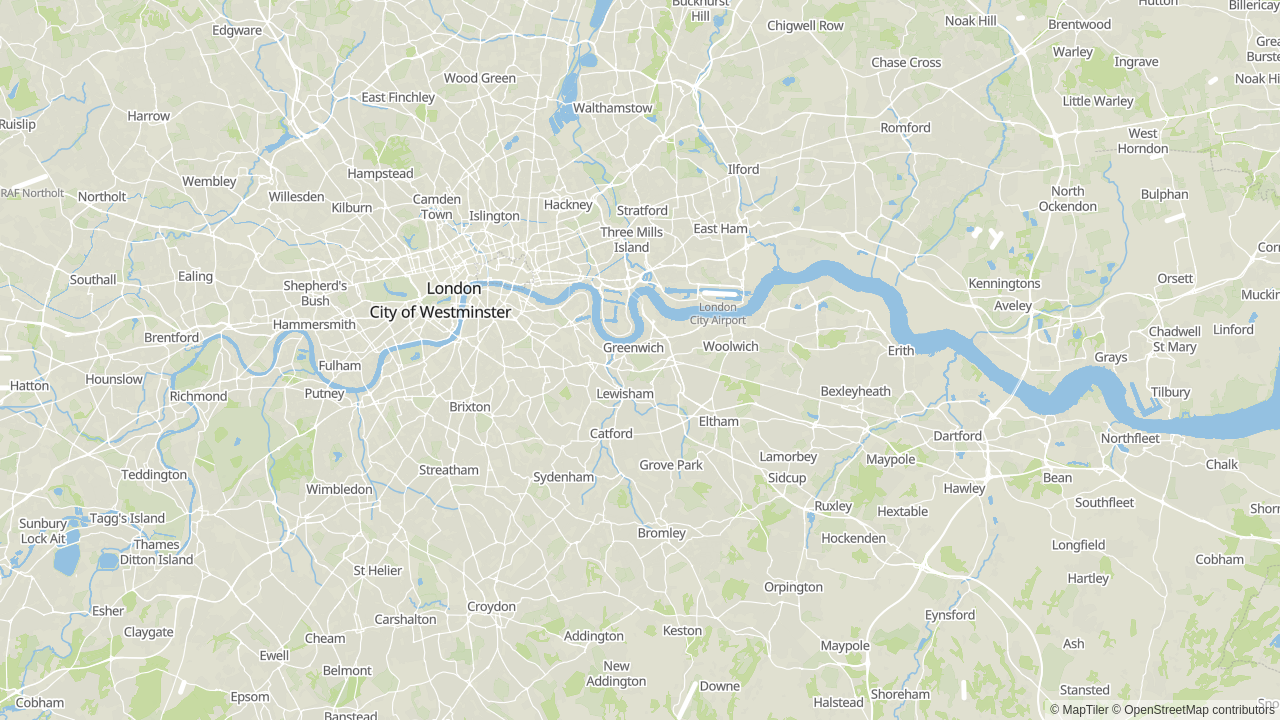 Buckhurst
Hill
Hutton
Billericay
Edgware
Chigwell Row
Noak Hill
Brentwood
Warley
Ingrave
Chase Cross
Wood Green
East Finchley
Walthamstow
Little Warley
Harrow
Ruislip
Romford
West
Horndon
Hampstead
Ilford
Wembley
RAF Northolt
Northolt
Willesden
Kilburn
Camden
Town
Islington
Hackney
Stratford
North
Ockendon
Bulphan
Three Mills
Island
East Ham
Southall
Ealing
Shepherd's
Bush
London
City of Westminster
Kenningtons
Orsett
Aveley
London
City Airport
Hammersmith
Brentford
Chadwell
St Mary
Linford
Greenwich
Woolwich
Erith
Grays
Fulham
Hounslow
Hatton
Richmond
Putney
Lewisham
Bexleyheath
Tilbury
Brixton
Eltham
Catford
Dartford
Northfleet
Lamorbey
Maypole
Grove Park
Chalk
Teddington
Streatham
Sydenham
Sidcup
Bean
Wimbledon
Hawley
Southfleet
Ruxley
Hextable
Sunbury
Lock Ait
Tagg's Island
Bromley
Hockenden
Longfield
Thames
Ditton Island
Cobham
St Helier
Hartley
Orpington
Esher
Croydon
Carshalton
Eynsford
Claygate
Cheam
Addington
Keston
Maypole
Ash
Ewell
Belmont
New
Addington
Downe
Stansted
Epsom
Shoreham
Halstead
Cobham
Banstead
© MapTiler © OpenStreetMap contributors